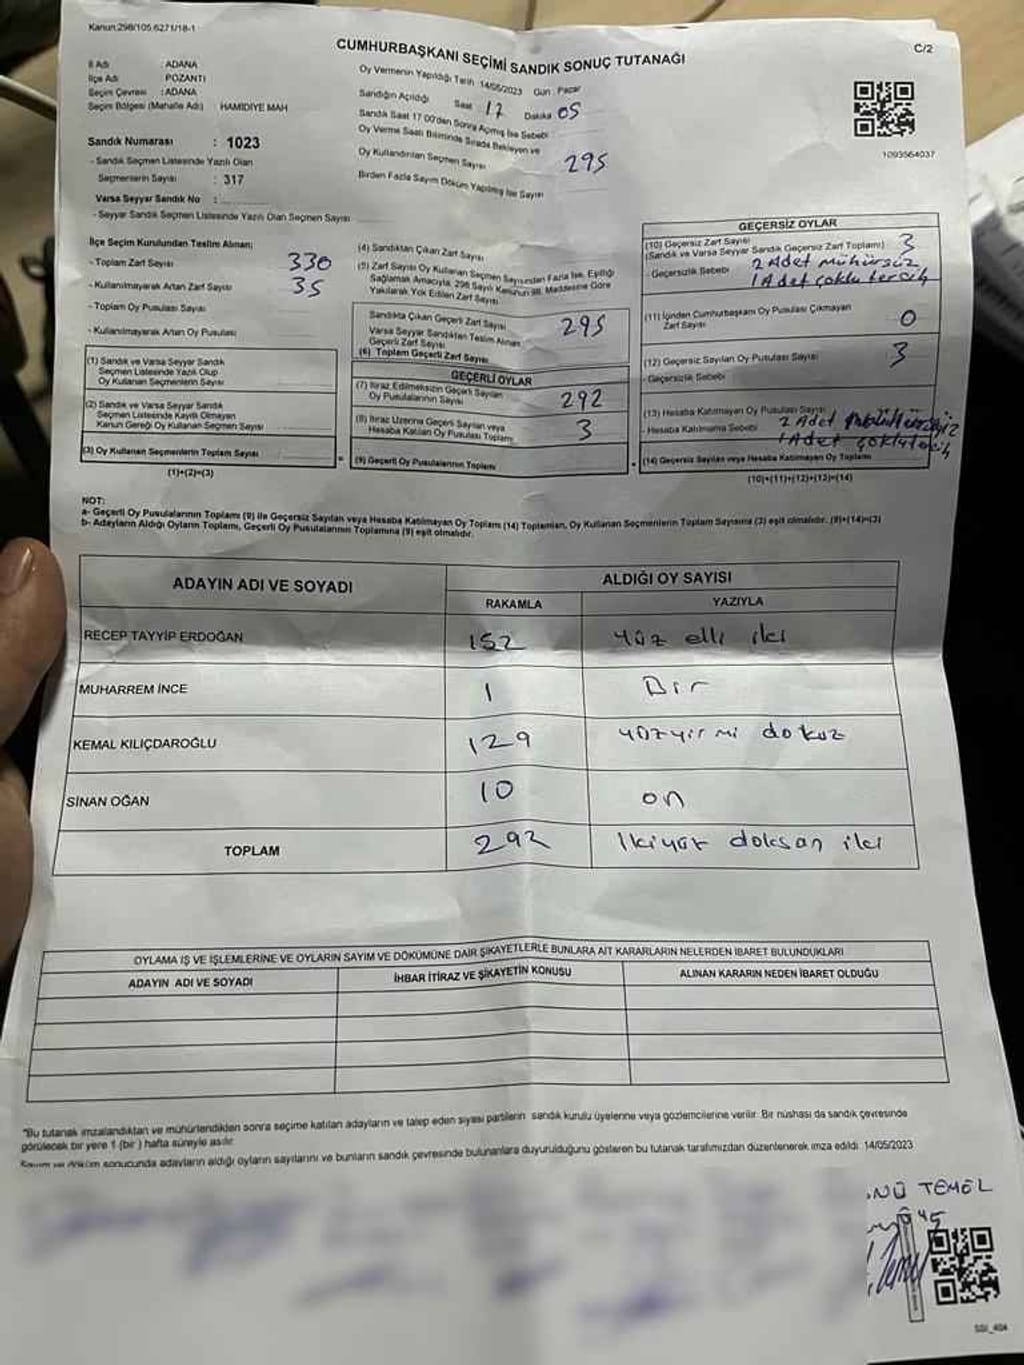 Kanun:298/105.6271/18-1
CUMHURBAŞKANI SEÇİMİ SANDIK SONUÇ TUTANAĞI
C/2
İl Adı : ADANA
İlçe Adı : POZANTI
Seçim Çevresi : ADANA
Seçim Bölgesi (Mahalle Adı) : HAMİDİYE MAH
Oy Vermenin Yapıldığı Tarih 14/05/2023 Gün : Pazar
Sandığın Açıldığı Saat 17 Dakika 05
Sandık Saat 17:00'den Sonra Açılmış İse Sebebi
Oy Verme Saati Bitiminde Sırada Bekleyen ve
Oy Kullandırılan Seçmen Sayısı 295
Birden Fazla Sayım Döküm Yapılmış İse Sayısı
1093564037
Sandık Numarası : 1023
- Sandık Seçmen Listesinde Yazılı Olan
Seçmenlerin Sayısı : 317
Varsa Seyyar Sandık No :
- Seyyar Sandık Seçmen Listesinde Yazılı Olan Seçmen Sayısı
İlçe Seçim Kurulundan Teslim Alınan;
- Toplam Zarf Sayısı 330
- Kullanılmayarak Artan Zarf Sayısı 35
- Toplam Oy Pusulası Sayısı
- Kullanılmayarak Artan Oy Pusulası
(1) Sandık ve Varsa Seyyar Sandık
Seçmen Listesinde Yazılı Olup
Oy Kullanan Seçmenlerin Sayısı
(2) Sandık ve Varsa Seyyar Sandık
Seçmen Listesinde Kayıtlı Olmayan
Kanun Gereği Oy Kullanan Seçmen Sayısı
(3) Oy Kullanan Seçmenlerin Toplam Sayısı
(1)+(2)=(3)
(4) Sandıktan Çıkan Zarf Sayısı
(5) Zarf Sayısı Oy Kullanan Seçmen Sayısından Fazla İse, Eşitliği
Sağlamak Amacıyla, 298 Sayılı Kanunun 98. Maddesine Göre
Yakılarak Yok Edilen Zarf Sayısı
Sandıkta Çıkan Geçerli Zarf Sayısı 295
Varsa Seyyar Sandıktan Teslim Alınan
Geçerli Zarf Sayısı
(6) Toplam Geçerli Zarf Sayısı
GEÇERLİ OYLAR
(7) İtiraz Edilmeksizin Geçerli Sayılan
Oy Pusulalarının Sayısı 292
(8) İtiraz Üzerine Geçerli Sayılan veya
Hesaba Katılan Oy Pusulası Toplamı 3
(9) Geçerli Oy Pusulalarının Toplamı
GEÇERSİZ OYLAR
(10) Geçersiz Zarf Sayısı
(Sandık ve Varsa Seyyar Sandık Geçersiz Zarf Toplamı) 3
- Geçersizlik Sebebi 2 Adet mühürsüz
1 Adet çoklu tercih
(11) İçinden Cumhurbaşkanı Oy Pusulası Çıkmayan
Zarf Sayısı 0
(12) Geçersiz Sayılan Oy Pusulası Sayısı 3
- Geçersizlik Sebebi
(13) Hesaba Katılmayan Oy Pusulası Sayısı
- Hesaba Katılmama Sebebi 2 Adet
1 Adet çoklu tercih
(14) Geçersiz Sayılan veya Hesaba Katılmayan Oy Toplamı
(10)+(11)+(12)+(13)=(14)
NOT:
a- Geçerli Oy Pusulalarının Toplamı (9) ile Geçersiz Sayılan veya Hesaba Katılmayan Oy Toplamı (14) Toplamları, Oy Kullanan Seçmenlerin Toplam Sayısına (3) eşit olmalıdır. (9)+(14)=(3)
b- Adayların Aldığı Oyların Toplamı, Geçerli Oy Pusulalarının Toplamına (9) eşit olmalıdır.
ADAYIN ADI VE SOYADI
ALDIĞI OY SAYISI
RAKAMLA YAZIYLA
RECEP TAYYİP ERDOĞAN 152 Yüz elli iki
MUHARREM İNCE 1 Bir
KEMAL KILIÇDAROĞLU 129 yüzyirmi dokuz
SİNAN OĞAN 10 on
TOPLAM 292 İkiyüz doksan iki
OYLAMA İŞ VE İŞLEMLERİNE VE OYLARIN SAYIM VE DÖKÜMÜNE DAİR ŞİKAYETLERLE BUNLARA AİT KARARLARIN NELERDEN İBARET BULUNDUKLARI
ADAYIN ADI VE SOYADI İHBAR İTİRAZ VE ŞİKAYETİN KONUSU ALINAN KARARIN NEDEN İBARET OLDUĞU
"Bu tutanak imzalandıktan ve mühürlendikten sonra seçime katılan adayların ve talep eden siyasi partilerin sandık kurulu üyelerine veya gözlemcilerine verilir. Bir nüshası da sandık çevresinde
görülecek bir yere 1 (bir) hafta süreyle asılır.
Sayım ve döküm sonucunda adayların aldığı oyların sayılarını ve bunların sandık çevresinde bulunanlara duyurulduğunu gösteren bu tutanak tarafımızdan düzenlenerek imza edildi. 14/05/2023
TEMEL